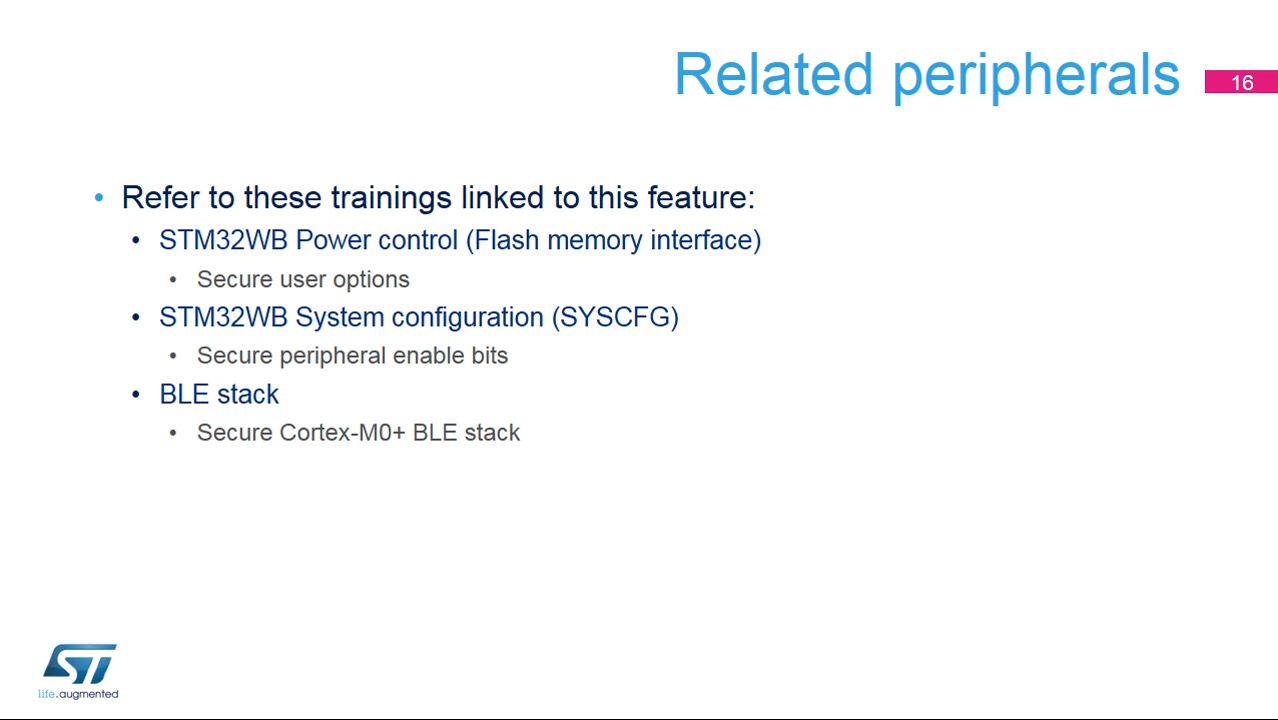 Related peripherals
16
• Refer to these trainings linked to this feature:
• STM32WB Power control (Flash memory interface)
• Secure user options
• STM32WB System configuration (SYSCFG)
• Secure peripheral enable bits
• BLE stack
• Secure Cortex-M0+ BLE stack
ST
life.augmented